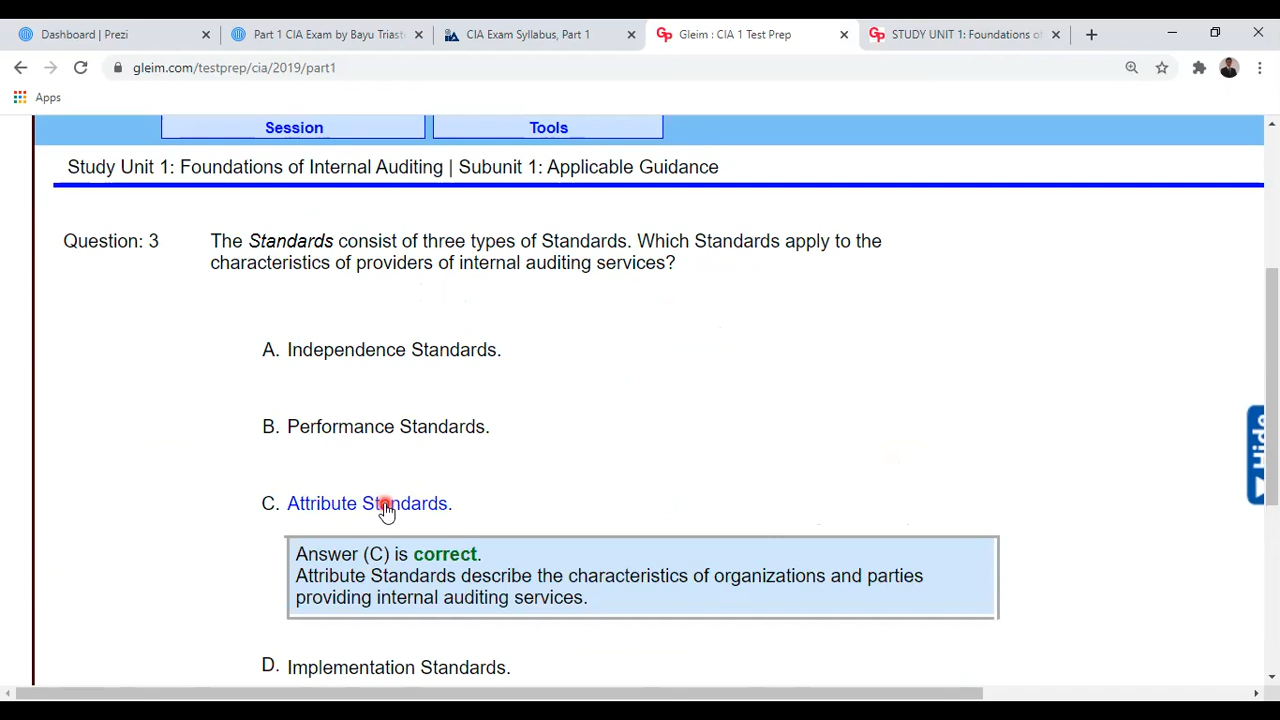 Dashboard | Prezi
Part 1 CIA Exam by Bayu Triast
CIA Exam Syllabus, Part 1
Gleim : CIA 1 Test Prep
STUDY UNIT 1: Foundations of
gleim.com/testprep/cia/2019/part1
Apps
Session
Tools
Study Unit 1: Foundations of Internal Auditing | Subunit 1: Applicable Guidance
Question: 3
The Standards consist of three types of Standards. Which Standards apply to the
characteristics of providers of internal auditing services?
A. Independence Standards.
B. Performance Standards.
C. Attribute Standards.
Answer (C) is correct.
Attribute Standards describe the characteristics of organizations and parties
providing internal auditing services.
D. Implementation Standards.
Hide